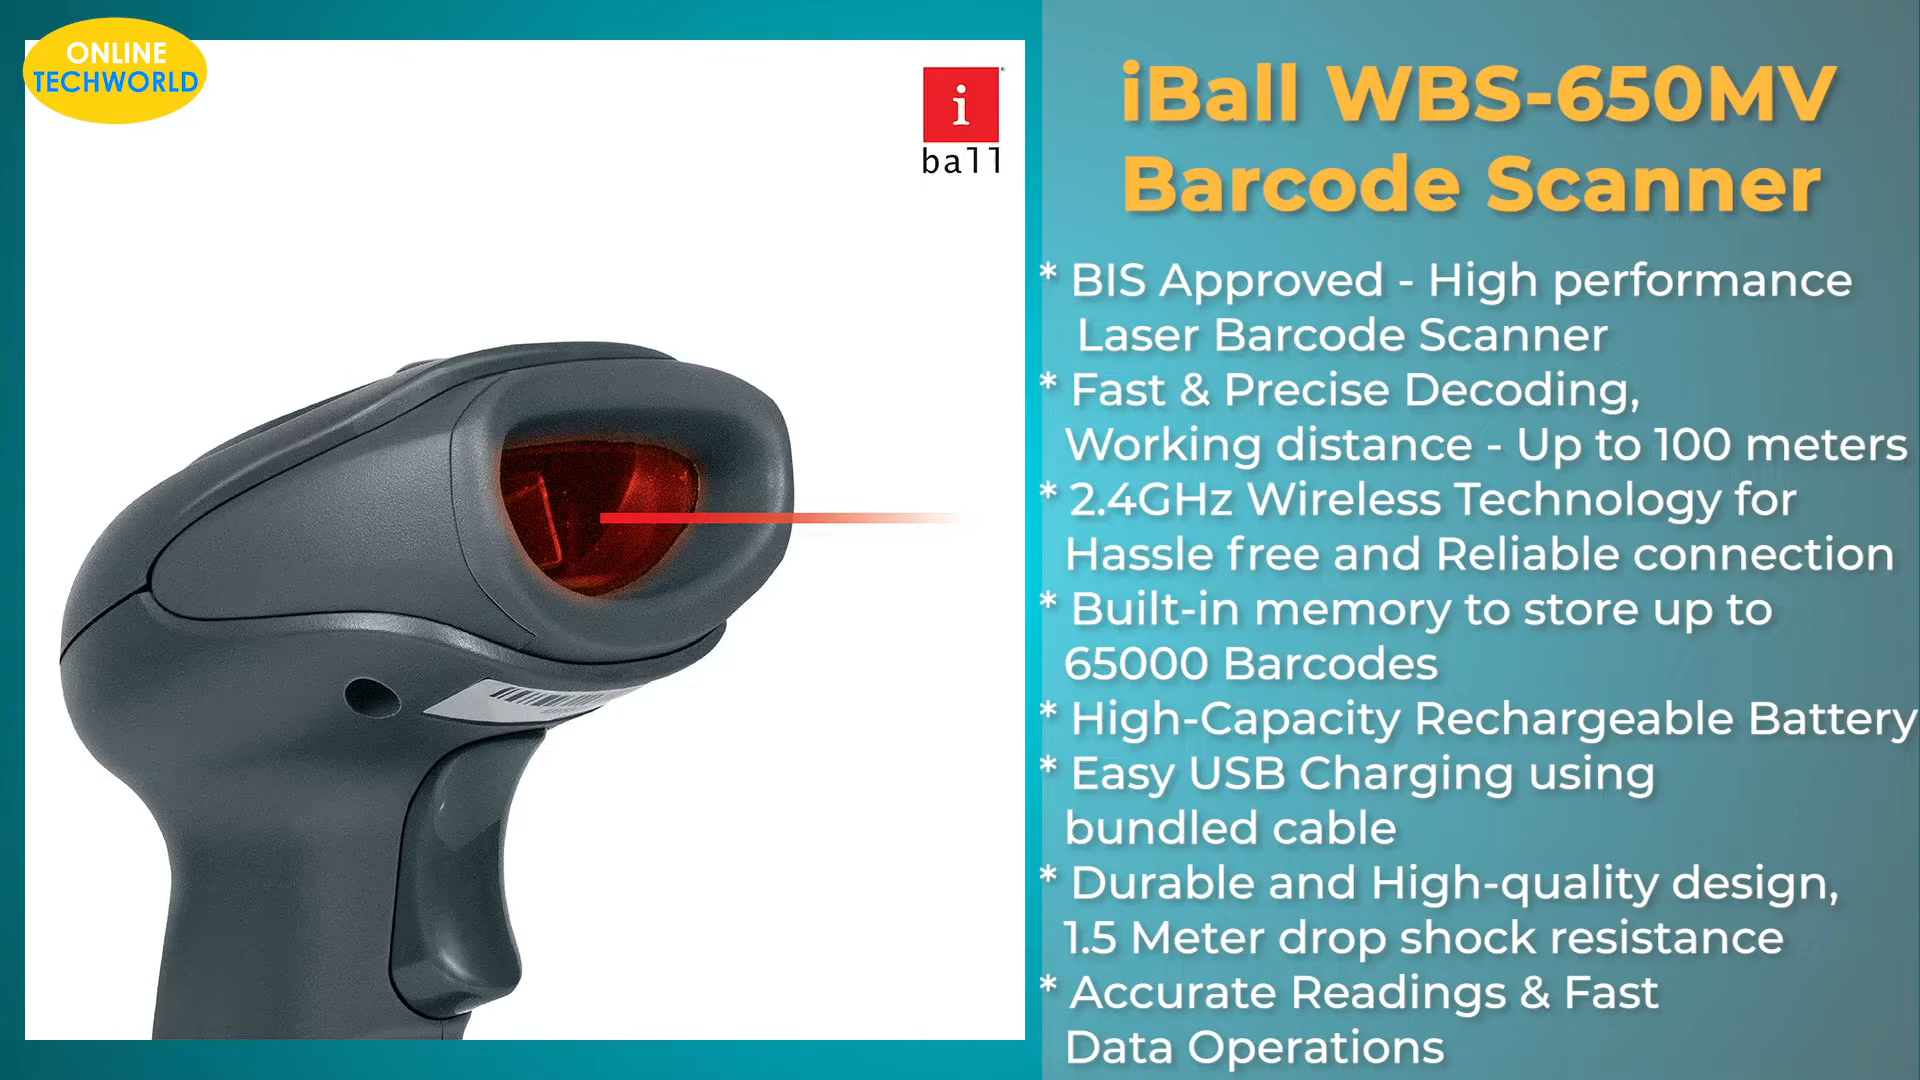 ONLINE
TECHWORLD
i
ball
iBall WBS-650MV
Barcode Scanner
* BIS Approved - High performance
Laser Barcode Scanner
* Fast & Precise Decoding,
Working distance - Up to 100 meters
* 2.4GHz Wireless Technology for
Hassle free and Reliable connection
* Built-in memory to store up to
65000 Barcodes
* High-Capacity Rechargeable Battery
* Easy USB Charging using
bundled cable
* Durable and High-quality design,
1.5 Meter drop shock resistance
* Accurate Readings & Fast
Data Operations